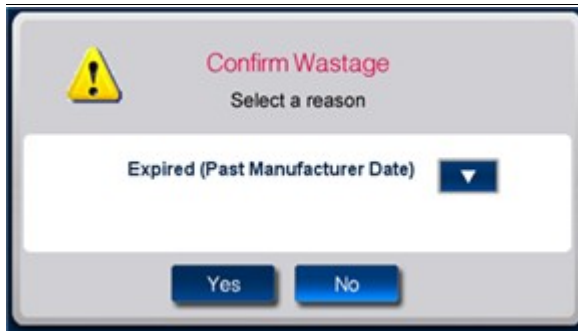 Confirm Wastage
Select a reason
Expired (Past Manufacturer Date)
Yes No